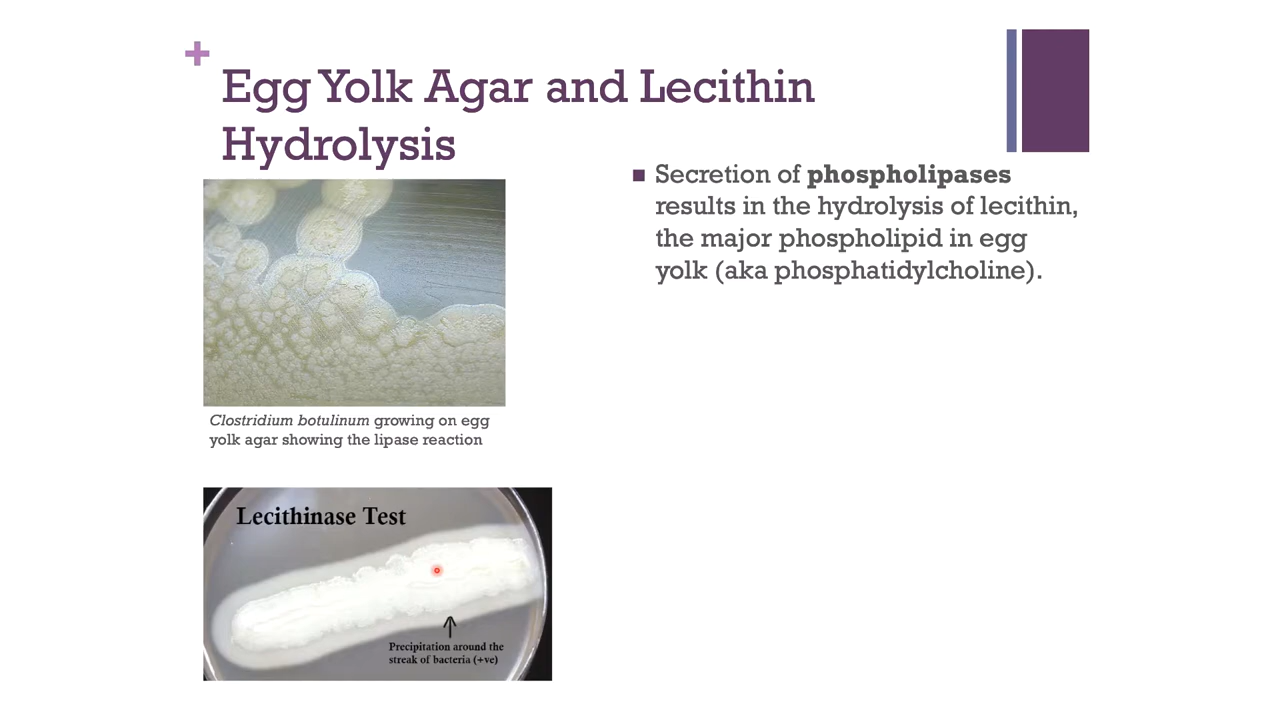 Egg Yolk Agar and Lecithin
Hydrolysis
Secretion of phospholipases
results in the hydrolysis of lecithin,
the major phospholipid in egg
yolk (aka phosphatidylcholine).
Clostridium botulinum growing on egg
yolk agar showing the lipase reaction
Lecithinase Test
Precipitation around the
streak of bacteria (+ve)